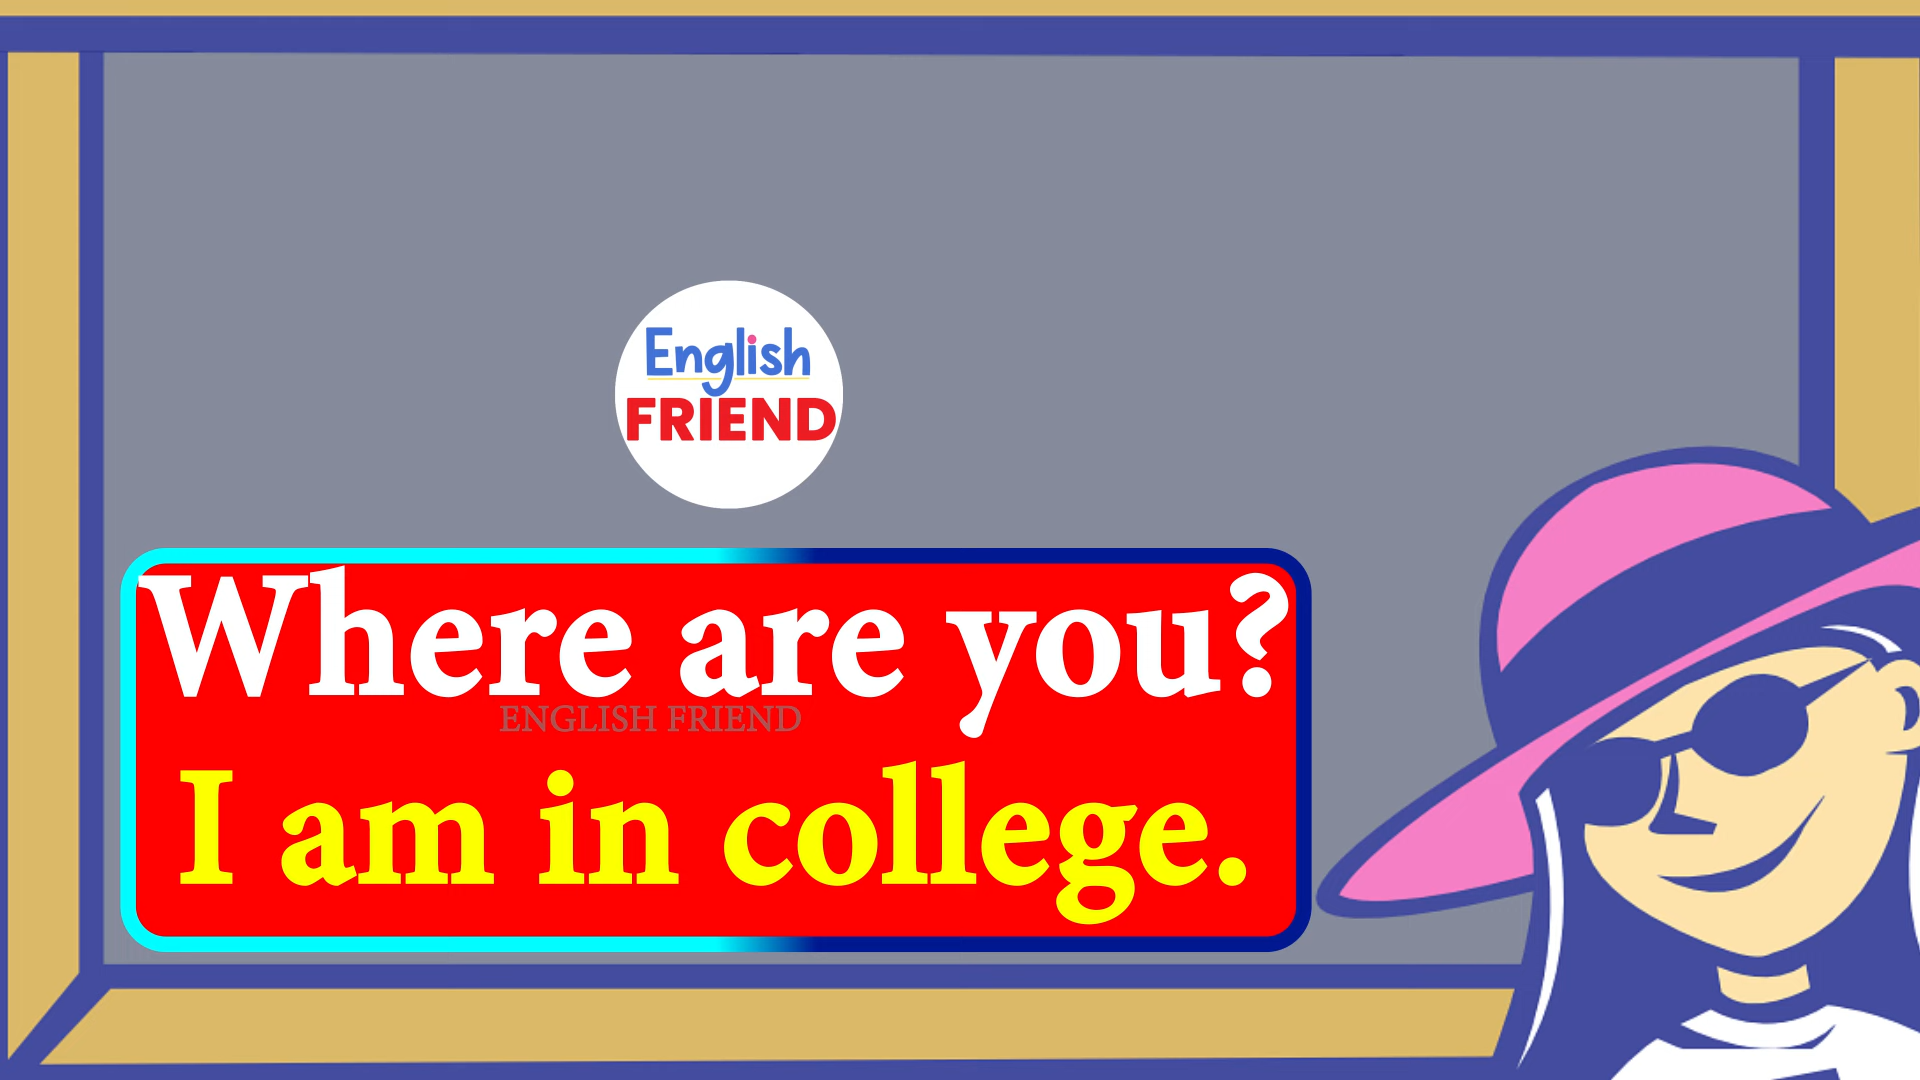 English
FRIEND
Where are you?
ENGLISH FRIEND
I am in college.